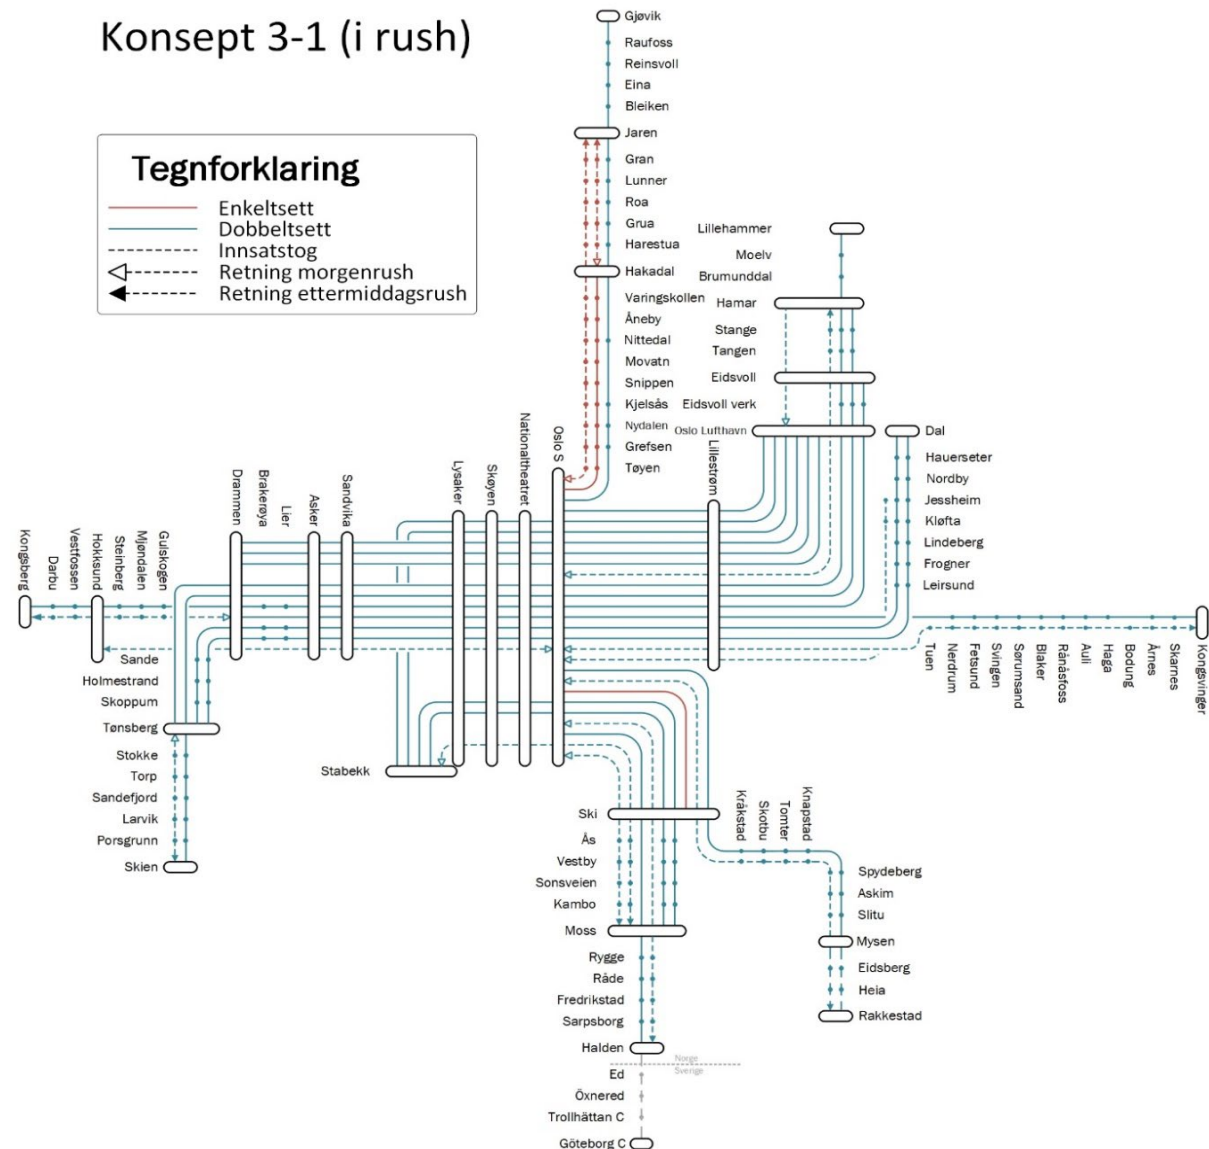 Konsept 3-1 (i rush)
Tegnforklaring
Enkeltsett
Dobbeltsett
Innsatstog
Retning morgenrush
Retning ettermiddagsrush
Gjøvik
Raufoss
Reinsvoll
Eina
Bleiken
Jaren
Gran
Lunner
Roa
Grua
Harestua
Hakadal
Varingskollen
Åneby
Nittedal
Movatn
Snippen
Kjelsås
Nydalen
Grefsen
Tøyen
Lillehammer
Moelv
Brumunddal
Hamar
Stange
Tangen
Eidsvoll
Eidsvoll verk
Oslo Lufthavn
Dal
Hauerseter
Nordby
Jessheim
Kløfta
Lindeberg
Frogner
Leirsund
Kongsberg
Darbu
Vestfossen
Hokksund
Steinberg
Mjøndalen
Gulskogen
Drammen
Brakerøya
Lier
Asker
Sandvika
Lysaker
Skøyen
Nationaltheatret
Oslo S
Lillestrøm
Tuen
Nerdrum
Fetsund
Svingen
Sørumsand
Blaker
Rånåsfoss
Auli
Haga
Bodung
Årnes
Skarnes
Kongsvinger
Sande
Holmestrand
Skoppum
Tønsberg
Stokke
Torp
Sandefjord
Larvik
Porsgrunn
Skien
Stabekk
Ski
Ås
Vestby
Sonsveien
Kambo
Moss
Rygge
Råde
Fredrikstad
Sarpsborg
Halden
Norge
Sverige
Ed
Öxnered
Trollhättan C
Göteborg C
Kråkstad
Skotbu
Tomter
Knapstad
Spydeberg
Askim
Slitu
Mysen
Eidsberg
Heia
Rakkestad